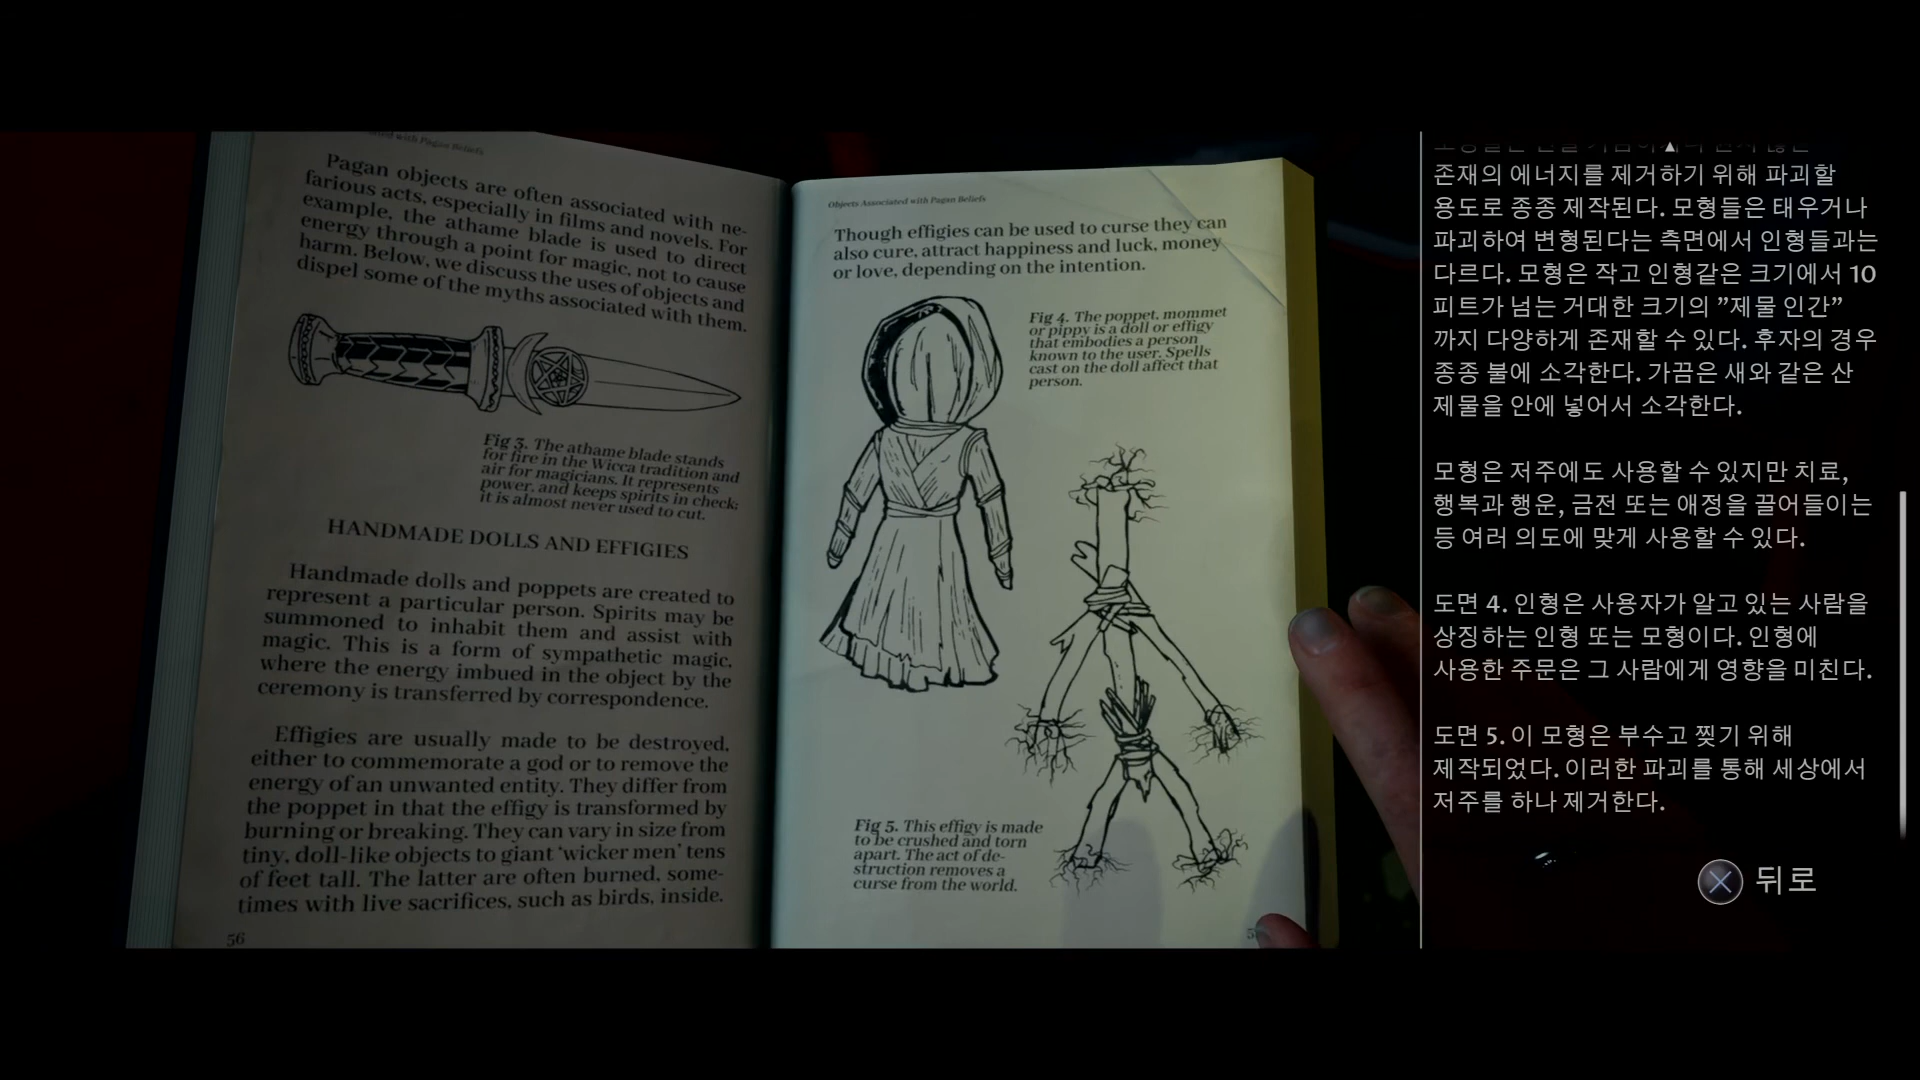 with Pagan Beliefs
Pagan objects are often associated with ne-
farious acts, especially in films and novels. For
example, the athame blade is used to direct
energy through a point for magic, not to cause
harm. Below, we discuss the uses of objects and
dispel some of the myths associated with them.
Fig 3. The athame blade stands
for fire in the Wicca tradition and
air for magicians. It represents
power, and keeps spirits in check;
it is almost never used to cut.
HANDMADE DOLLS AND EFFIGIES
Handmade dolls and poppets are created to
represent a particular person. Spirits may be
summoned to inhabit them and assist with
magic. This is a form of sympathetic magic,
where the energy imbued in the object by the
ceremony is transferred by correspondence.
Effigies are usually made to be destroyed,
either to commemorate a god or to remove the
energy of an unwanted entity. They differ from
the poppet in that the effigy is transformed by
burning or breaking. They can vary in size from
tiny, doll-like objects to giant 'wicker men' tens
of feet tall. The latter are often burned, some-
times with live sacrifices, such as birds, inside.
56
Objects Associated with Pagan Beliefs
Though effigies can be used to curse they can
also cure, attract happiness and luck, money
or love, depending on the intention.
Fig 4. The poppet, mommet
or pippy is a doll or effigy
that embodies a person
known to the user. Spells
cast on the doll affect that
person.
Fig 5. This effigy is made
to be crushed and torn
apart. The act of de-
struction removes a
curse from the world.
존재의 에너지를 제거하기 위해 파괴할
용도로 종종 제작된다. 모형들은 태우거나
파괴하여 변형된다는 측면에서 인형들과는
다르다. 모형은 작고 인형같은 크기에서 10
피트가 넘는 거대한 크기의 ”제물 인간”
까지 다양하게 존재할 수 있다. 후자의 경우
종종 불에 소각한다. 가끔은 새와 같은 산
제물을 안에 넣어서 소각한다.
모형은 저주에도 사용할 수 있지만 치료,
행복과 행운, 금전 또는 애정을 끌어들이는
등 여러 의도에 맞게 사용할 수 있다.
도면 4. 인형은 사용자가 알고 있는 사람을
상징하는 인형 또는 모형이다. 인형에
사용한 주문은 그 사람에게 영향을 미친다.
도면 5. 이 모형은 부수고 찢기 위해
제작되었다. 이러한 파괴를 통해 세상에서
저주를 하나 제거한다.
뒤로